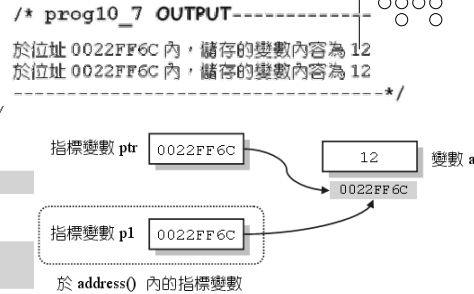 /* prog10_7 OUTPUT-------------
於位址 0022FF6C 內，儲存的變數內容為 12
於位址 0022FF6C 內，儲存的變數內容為 12
---------------------------------*/
指標變數 ptr 0022FF6C 12 變數 a
0022FF6C
指標變數 p1 0022FF6C
於 address() 內的指標變數